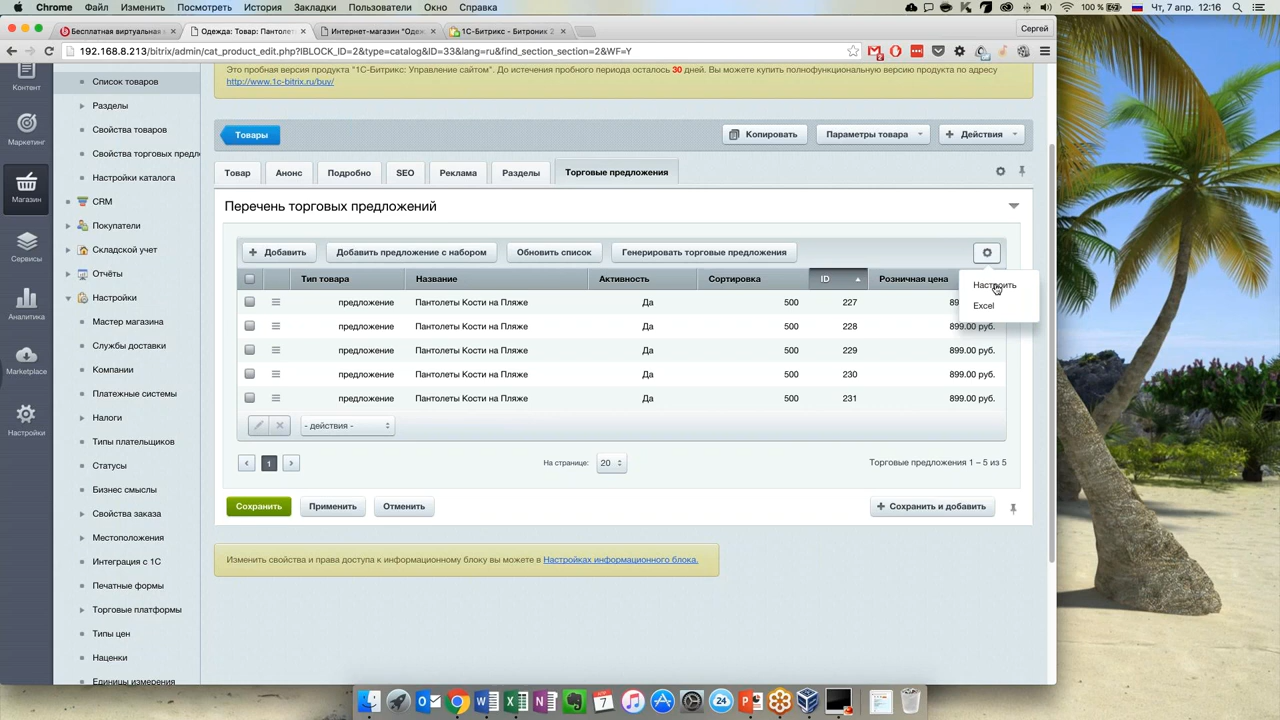 Chrome Файл Изменить Посмотреть История Закладки Пользователи Окно Справка 100 % Чт, 7 апр. 12:16
Бесплатная виртуальная Одежда: Товар: Пантоле Интернет-магазин "Оде 1С-Битрикс - Битроник 2 Сергей
192.168.8.213/bitrix/admin/cat_product_edit.php?IBLOCK_ID=2&type=catalog&ID=33&lang=ru&find_section_section=2&WF=Y
Контент
Маркетинг
Магазин
Сервисы
Аналитика
Marketplace
Настройки
Список товаров
Разделы
Свойства товаров
Свойства торговых предл
Настройки каталога
CRM
Покупатели
Складской учет
Отчёты
Настройки
Мастер магазина
Службы доставки
Компании
Платежные системы
Налоги
Типы плательщиков
Статусы
Бизнес смыслы
Свойства заказа
Местоположения
Интеграция с 1С
Печатные формы
Торговые платформы
Типы цен
Наценки
Единицы измерения
Это пробная версия продукта "1С-Битрикс: Управление сайтом". До истечения пробного периода осталось 30 дней. Вы можете купить полнофункциональную версию продукта по адресу
http://www.1c-bitrix.ru/buy/
Товары Копировать Параметры товара Действия
Товар Анонс Подробно SEO Реклама Разделы Торговые предложения
Перечень торговых предложений
Добавить Добавить предложение с набором Обновить список Генерировать торговые предложения
Тип товара Название Активность Сортировка ID Розничная цена
Настроить
Excel
предложение Пантолеты Кости на Пляже Да 500 227
предложение Пантолеты Кости на Пляже Да 500 228 899.00 руб.
предложение Пантолеты Кости на Пляже Да 500 229 899.00 руб.
предложение Пантолеты Кости на Пляже Да 500 230 899.00 руб.
предложение Пантолеты Кости на Пляже Да 500 231 899.00 руб.
- действия -
1 На странице: 20 Торговые предложения 1 – 5 из 5
Сохранить Применить Отменить Сохранить и добавить
Изменить свойства и права доступа к информационному блоку вы можете в Настройках информационного блока.